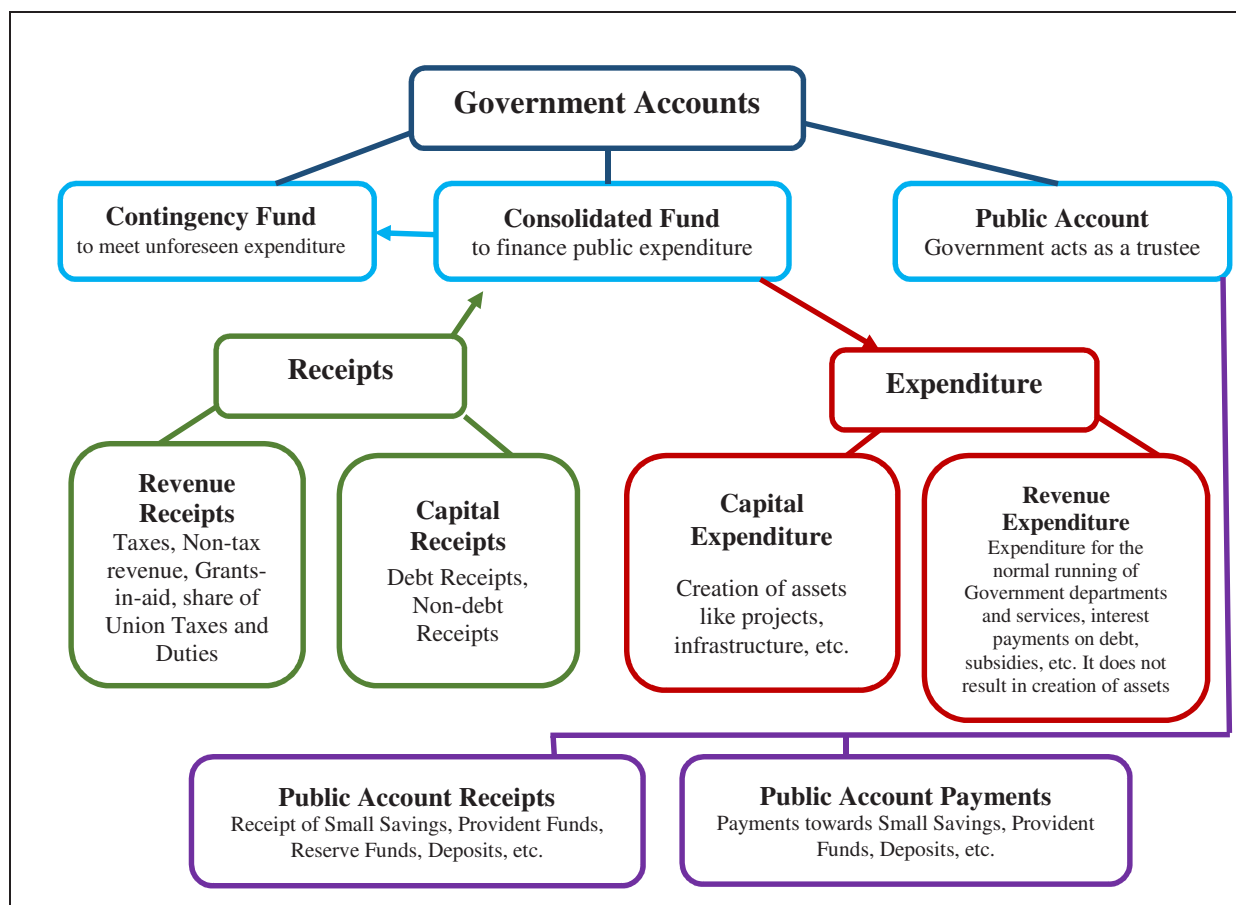 Government Accounts
Contingency Fund
to meet unforeseen expenditure
Consolidated Fund
to finance public expenditure
Public Account
Government acts as a trustee
Receipts
Expenditure
Revenue
Receipts
Taxes, Non-tax
revenue, Grants-
in-aid, share of
Union Taxes and
Duties
Capital
Receipts
Debt Receipts,
Non-debt
Receipts
Capital
Expenditure
Creation of assets
like projects,
infrastructure, etc.
Revenue
Expenditure
Expenditure for the
normal running of
Government departments
and services, interest
payments on debt,
subsidies, etc. It does not
result in creation of assets
Public Account Receipts
Receipt of Small Savings, Provident Funds,
Reserve Funds, Deposits, etc.
Public Account Payments
Payments towards Small Savings, Provident
Funds, Deposits, etc.